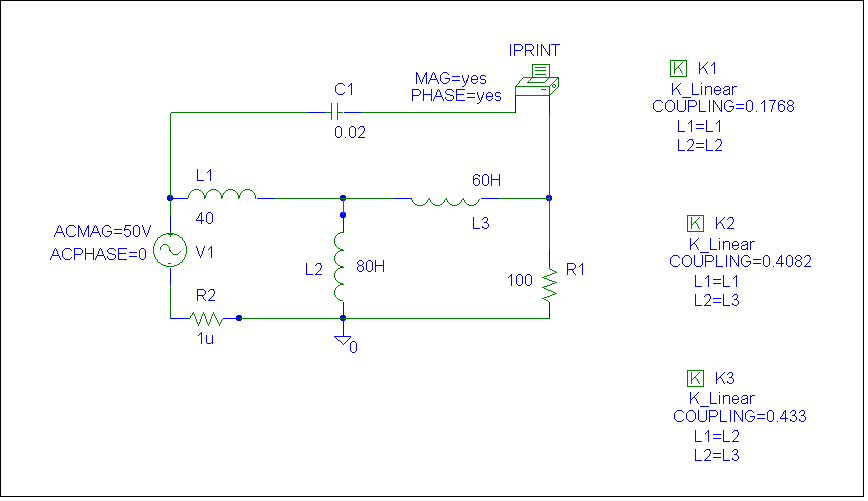 IPRINT
MAG=yes
PHASE=yes
C1
0.02
L1
40
60H
L3
ACMAG=50V
ACPHASE=0
V1
L2
80H
100
R1
R2
1u
0
K K1
K_Linear
COUPLING=0.1768
L1=L1
L2=L2
K K2
K_Linear
COUPLING=0.4082
L1=L1
L2=L3
K K3
K_Linear
COUPLING=0.433
L1=L2
L2=L3